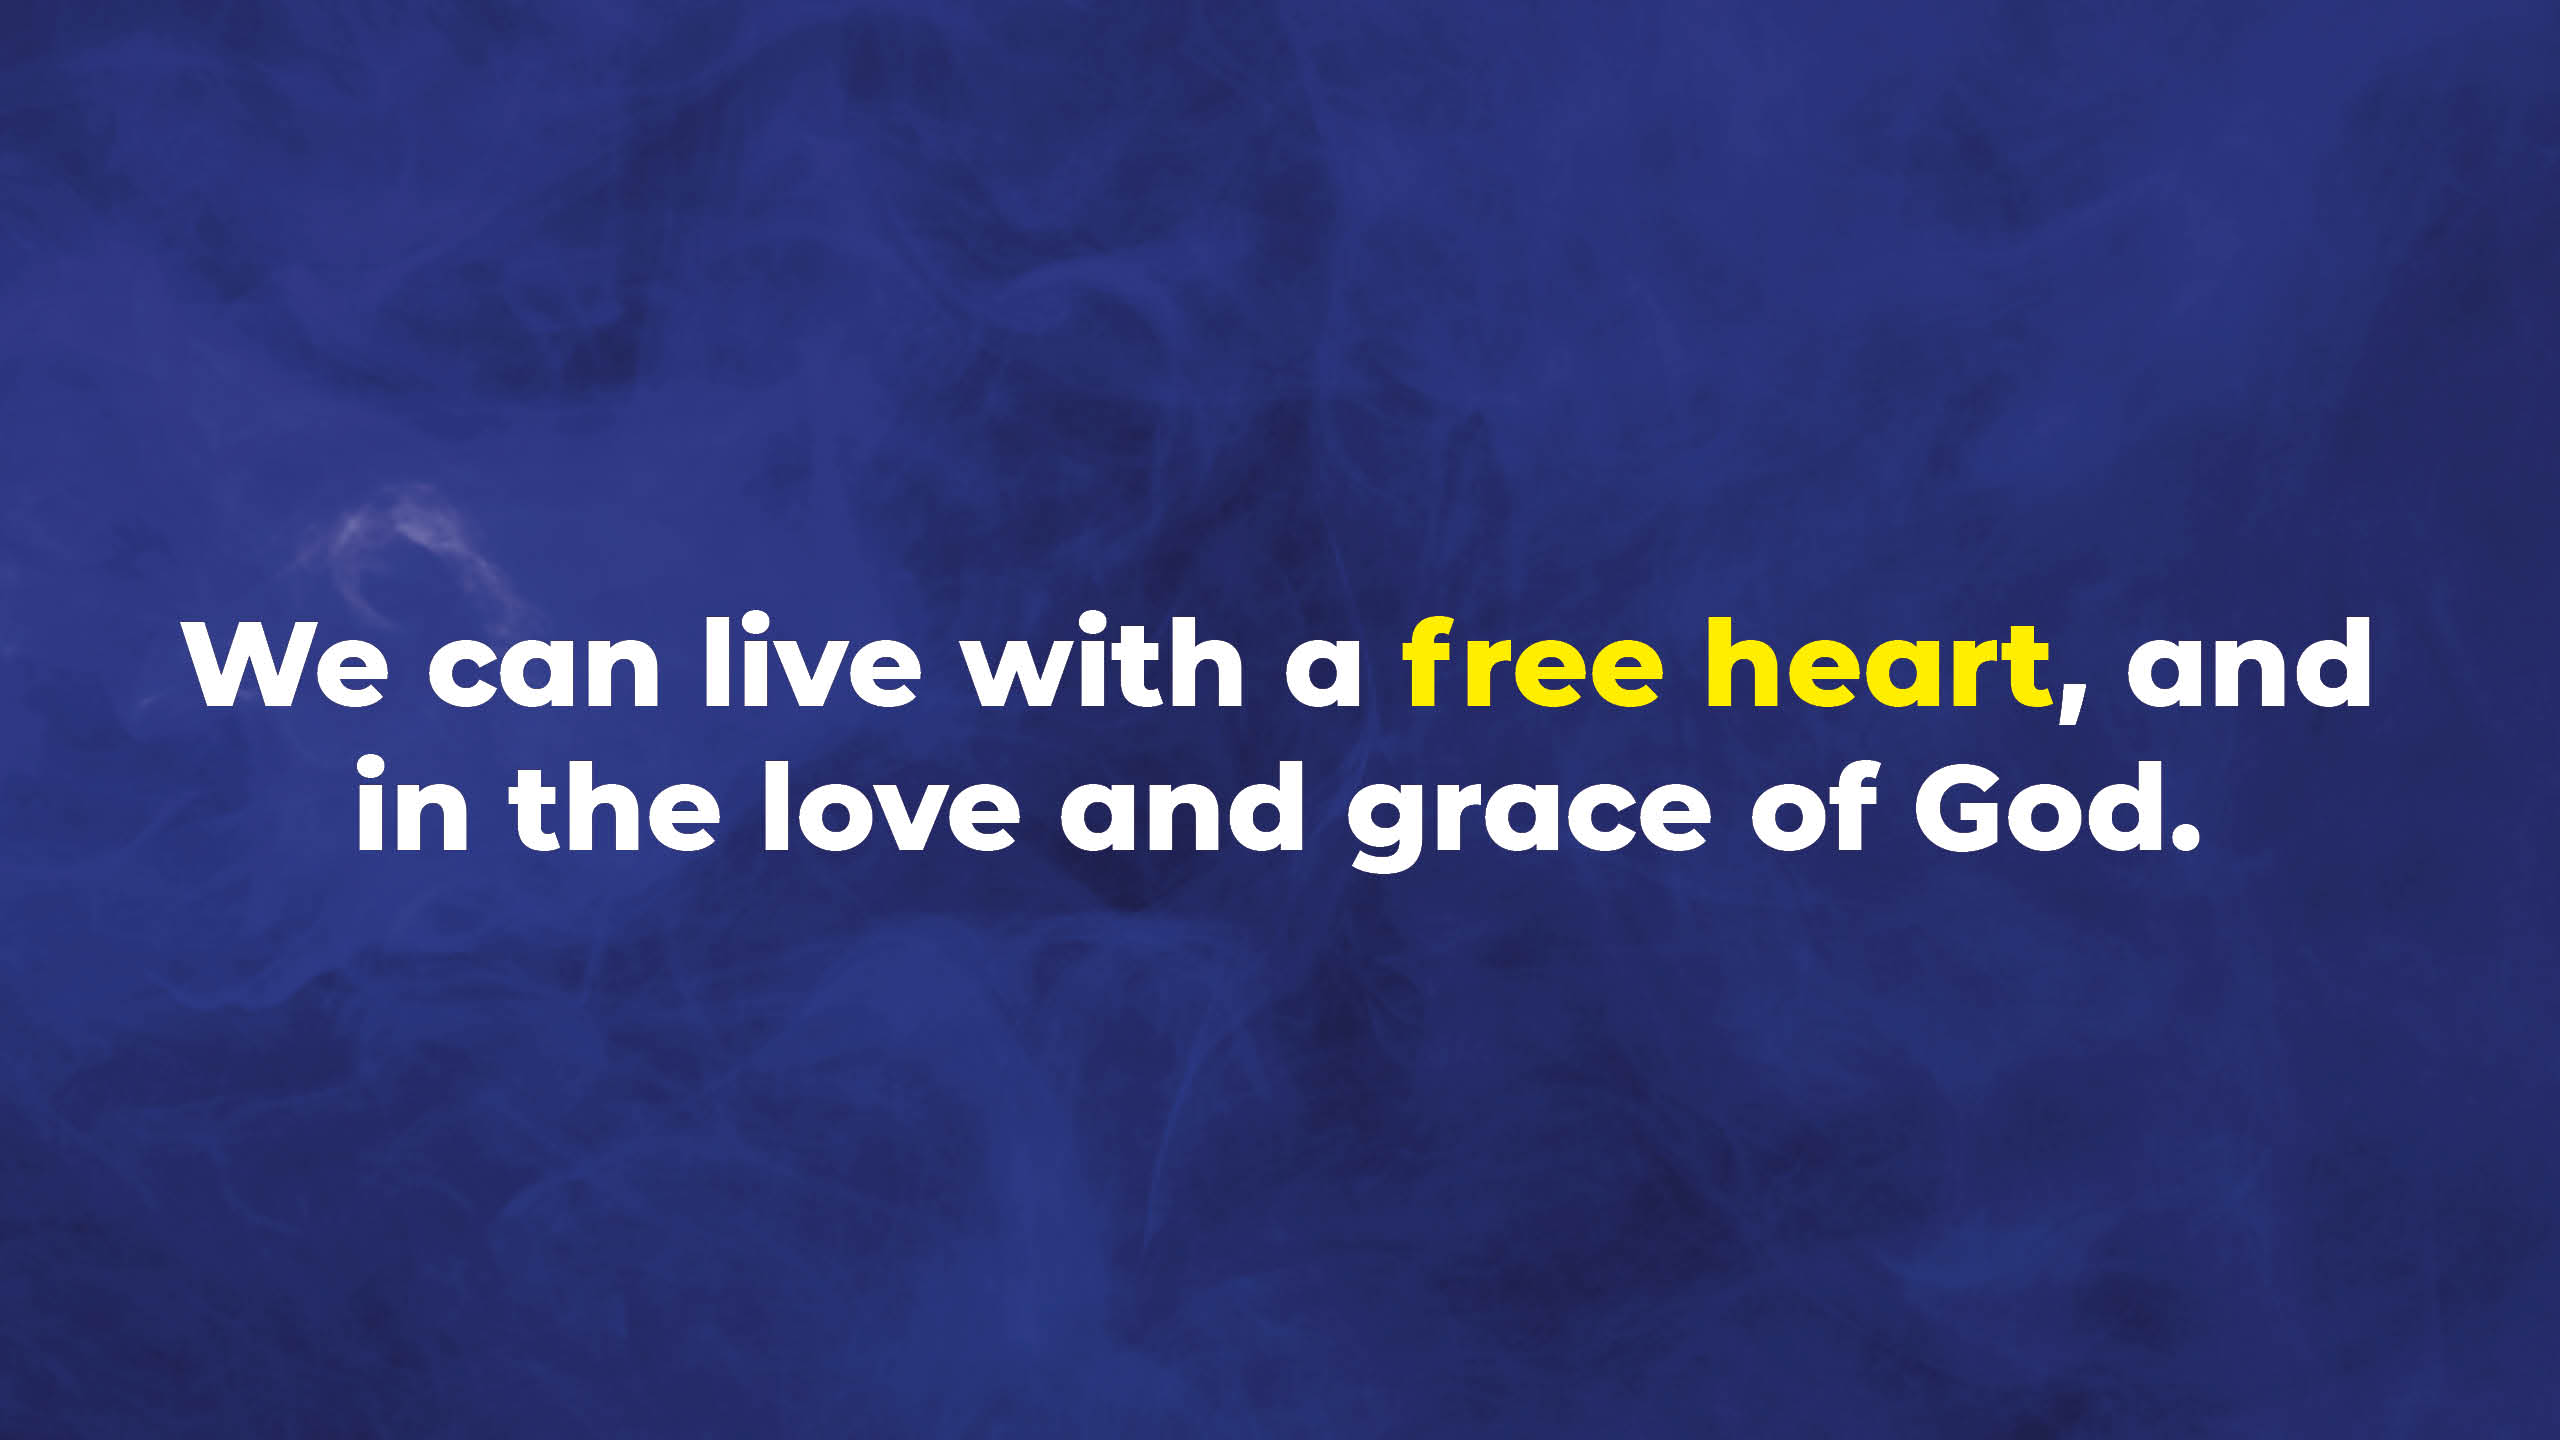 We can live with a free heart, and
in the love and grace of God.